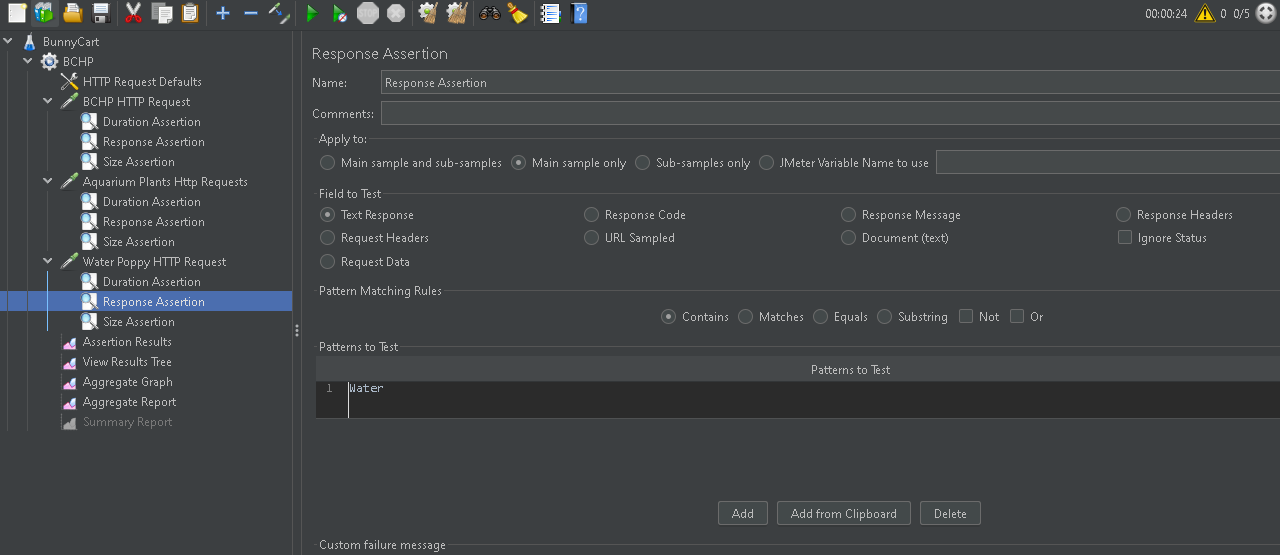 00:00:24 0 0/5
BunnyCart
BCHP
HTTP Request Defaults
BCHP HTTP Request
Duration Assertion
Response Assertion
Size Assertion
Aquarium Plants Http Requests
Duration Assertion
Response Assertion
Size Assertion
Water Poppy HTTP Request
Duration Assertion
Response Assertion
Size Assertion
Assertion Results
View Results Tree
Aggregate Graph
Aggregate Report
Summary Report
Response Assertion
Name: Response Assertion
Comments:
Apply to:
Main sample and sub-samples Main sample only Sub-samples only JMeter Variable Name to use
Field to Test
Text Response Response Code Response Message Response Headers
Request Headers URL Sampled Document (text) Ignore Status
Request Data
Pattern Matching Rules
Contains Matches Equals Substring Not Or
Patterns to Test
Patterns to Test
1 Water
Add Add from Clipboard Delete
Custom failure message